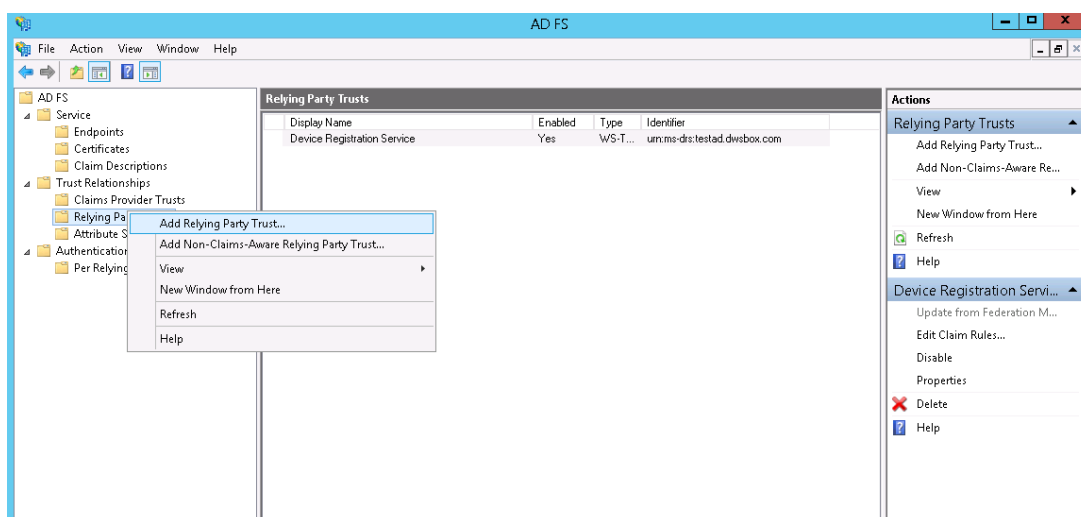 AD FS
File Action View Window Help
AD FS
Service
Endpoints
Certificates
Claim Descriptions
Trust Relationships
Claims Provider Trusts
Relying Pa
Attribute S
Authentication
Per Relying
Add Relying Party Trust...
Add Non-Claims-Aware Relying Party Trust...
View
New Window from Here
Refresh
Help
Relying Party Trusts
Display Name Enabled Type Identifier
Device Registration Service Yes WS-T... urn:ms-drs:testad.dwsbox.com
Actions
Relying Party Trusts
Add Relying Party Trust...
Add Non-Claims-Aware Re...
View
New Window from Here
Refresh
Help
Device Registration Servi...
Update from Federation M...
Edit Claim Rules...
Disable
Properties
Delete
Help